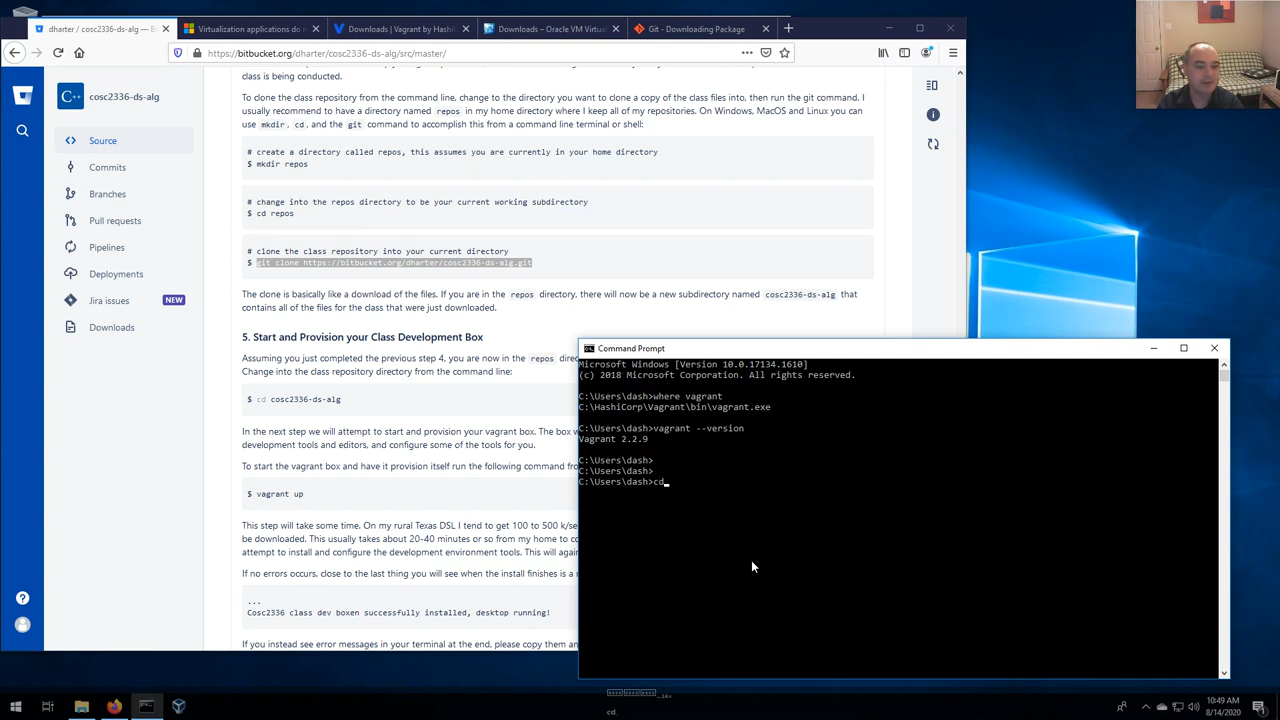 dharter / cosc2336-ds-alg — B
Virtualization applications do n
Downloads | Vagrant by HashiC
Downloads – Oracle VM Virtua
Git - Downloading Package
https://bitbucket.org/dharter/cosc2336-ds-alg/src/master/
C++
cosc2336-ds-alg
Source
Commits
Branches
Pull requests
Pipelines
Deployments
Jira issues NEW
Downloads
class is being conducted.
To clone the class repository from the command line, change to the directory you want to clone a copy of the class files into, then run the git command. I
usually recommend to have a directory named repos in my home directory where I keep all of my repositories. On Windows, MacOS and Linux you can
use mkdir, cd, and the git command to accomplish this from a command line terminal or shell:
# create a directory called repos, this assumes you are currently in your home directory
$ mkdir repos
# change into the repos directory to be your current working subdirectory
$ cd repos
# clone the class repository into your current directory
$ git clone https://bitbucket.org/dharter/cosc2336-ds-alg.git
The clone is basically like a download of the files. If you are in the repos directory, there will now be a new subdirectory named cosc2336-ds-alg that
contains all of the files for the class that were just downloaded.
5. Start and Provision your Class Development Box
Assuming you just completed the previous step 4, you are now in the repos direc
Change into the class repository directory from the command line:
$ cd cosc2336-ds-alg
In the next step we will attempt to start and provision your vagrant box. The box w
development tools and editors, and configure some of the tools for you.
To start the vagrant box and have it provision itself run the following command fro
$ vagrant up
This step will take some time. On my rural Texas DSL I tend to get 100 to 500 k/se
be downloaded. This usually takes about 20-40 minutes or so from my home to co
attempt to install and configure the development environment tools. This will agai
If no errors occurs, close to the last thing you will see when the install finishes is a
...
Cosc2336 class dev boxen successfully installed, desktop running!
If you instead see error messages in your terminal at the end, please copy them an
Command Prompt
Microsoft Windows [Version 10.0.17134.1610]
(c) 2018 Microsoft Corporation. All rights reserved.
C:\Users\dash>where vagrant
C:\HashiCorp\Vagrant\bin\vagrant.exe
C:\Users\dash>vagrant --version
Vagrant 2.2.9
C:\Users\dash>
C:\Users\dash>
C:\Users\dash>cd
cd
10:49 AM
8/14/2020